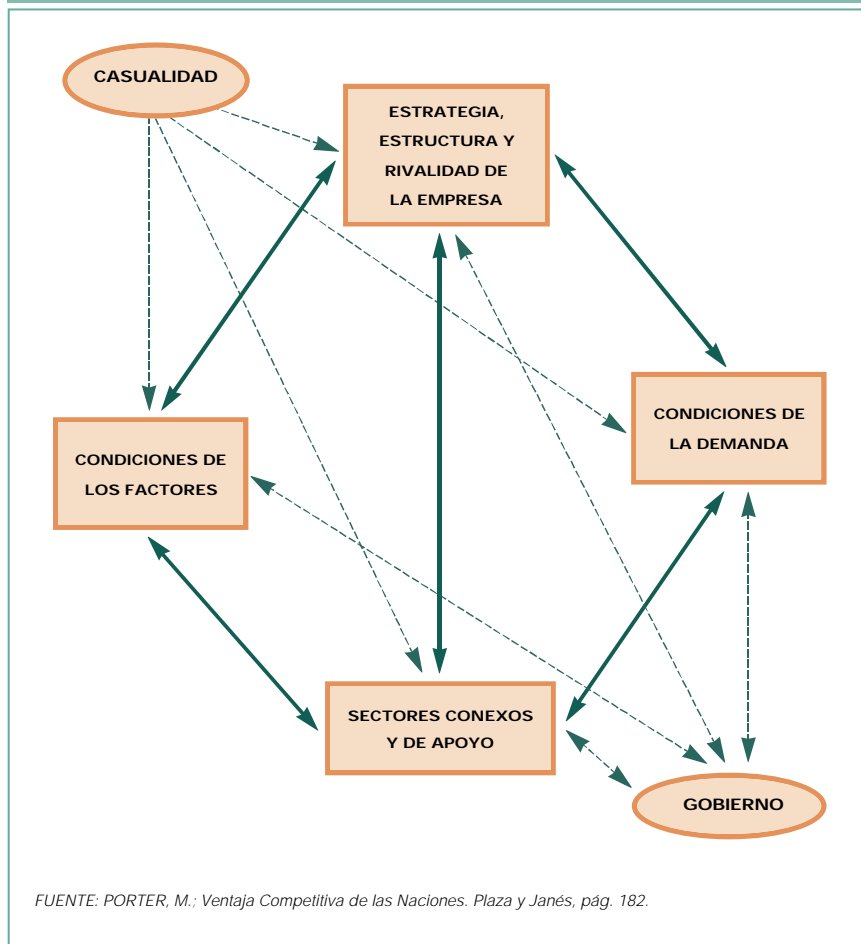 CASUALIDAD
ESTRATEGIA,
ESTRUCTURA Y
RIVALIDAD DE
LA EMPRESA
CONDICIONES DE
LA DEMANDA
CONDICIONES DE
LOS FACTORES
SECTORES CONEXOS
Y DE APOYO
GOBIERNO
FUENTE: PORTER, M.; Ventaja Competitiva de las Naciones. Plaza y Janés, pág. 182.